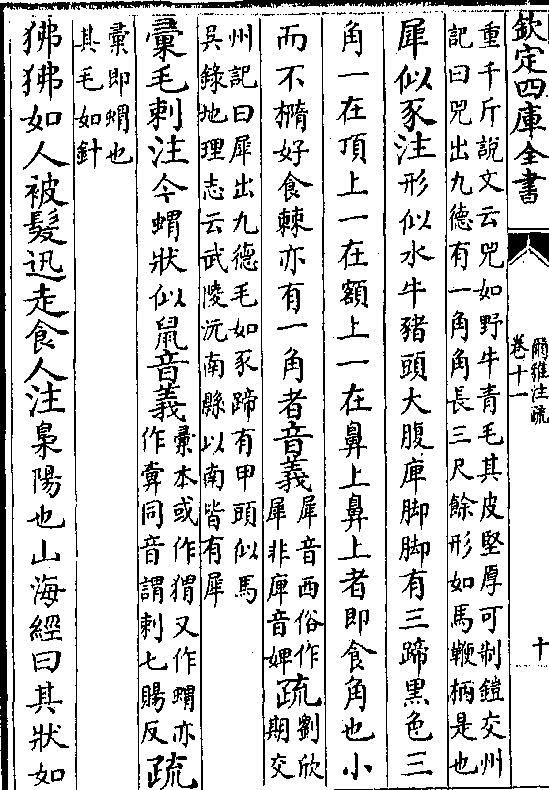 欽定四庫全書
爾雅注疏
卷十一
十
重千斤說文云兕如野牛青毛其皮堅厚可制鎧交州
記曰兕出九德有一角角長三尺餘形如馬鞭柄是也
犀似豕注形似水牛豬頭大腹庳脚脚有三蹄黑色三
角一在頂上一在額上一在鼻上鼻上者即食角也小
而不橢好食棘亦有一角者音義
犀音西俗作
犀非庳音婢
疏
劉欣
期交
州記曰犀出九德毛如豕蹄有甲頭似馬
吳錄地理志云武陵沅南縣以南皆有犀
彚毛刺注今蝟狀似鼠音義
彚本或作猬又作蝟亦
作𢑥同音謂刺七賜反
疏
彚即蝟也
其毛如針
狒狒如人被髮迅走食人注梟陽也山海經曰其狀如